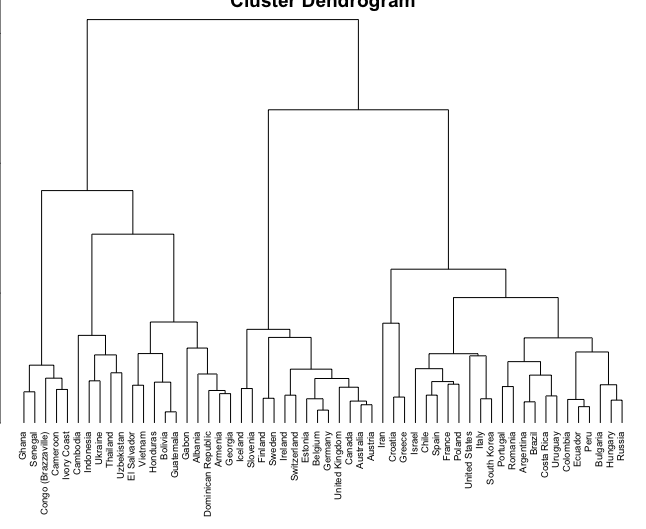 Cluster Dendrogram
Ghana
Senegal
Congo (Brazzaville)
Cameroon
Ivory Coast
Cambodia
Indonesia
Ukraine
Thailand
Uzbekistan
El Salvador
Vietnam
Honduras
Bolivia
Guatemala
Gabon
Albania
Dominican Republic
Armenia
Georgia
Iceland
Slovenia
Finland
Sweden
Ireland
Switzerland
Estonia
Belgium
Germany
United Kingdom
Canada
Australia
Austria
Iran
Croatia
Greece
Israel
Chile
Spain
France
Poland
United States
Italy
South Korea
Portugal
Romania
Argentina
Brazil
Costa Rica
Uruguay
Colombia
Ecuador
Peru
Bulgaria
Hungary
Russia